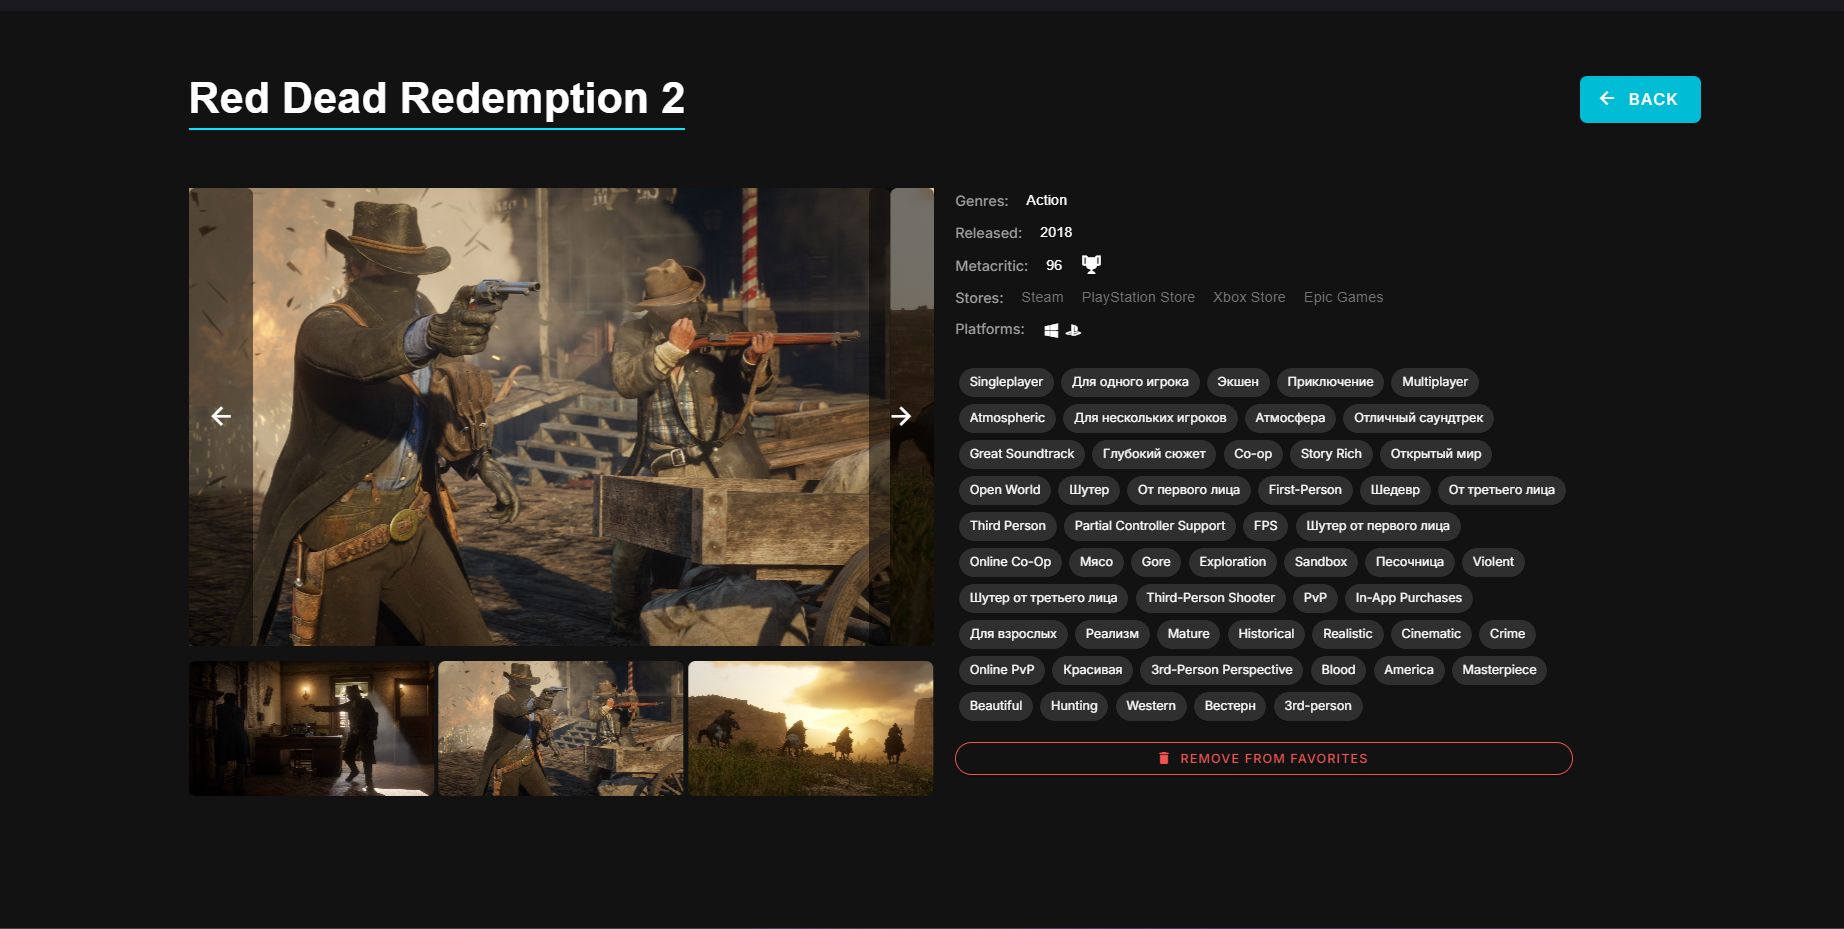 Red Dead Redemption 2
BACK
Genres: Action
Released: 2018
Metacritic: 96
Stores: Steam PlayStation Store Xbox Store Epic Games
Platforms:
Singleplayer Для одного игрока Экшен Приключение Multiplayer
Atmospheric Для нескольких игроков Атмосфера Отличный саундтрек
Great Soundtrack Глубокий сюжет Co-op Story Rich Открытый мир
Open World Шутер От первого лица First-Person Шедевр От третьего лица
Third Person Partial Controller Support FPS Шутер от первого лица
Online Co-Op Мясо Gore Exploration Sandbox Песочница Violent
Шутер от третьего лица Third-Person Shooter PvP In-App Purchases
Для взрослых Реализм Mature Historical Realistic Cinematic Crime
Online PvP Красивая 3rd-Person Perspective Blood America Masterpiece
Beautiful Hunting Western Вестерн 3rd-person
REMOVE FROM FAVORITES